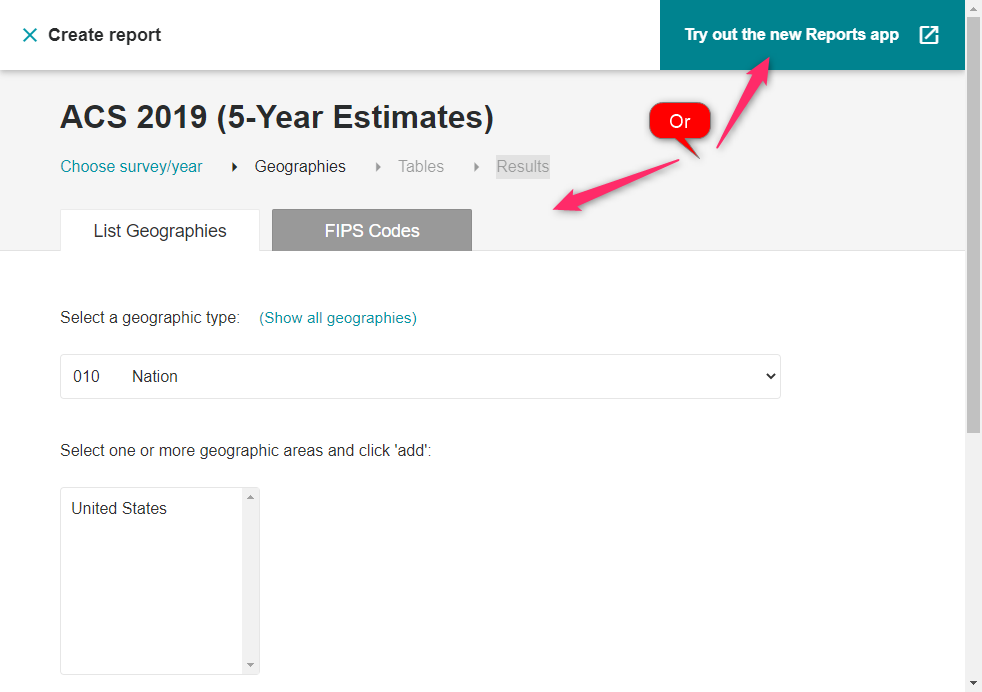 Create report
Try out the new Reports app
ACS 2019 (5-Year Estimates)
Or
Choose survey/year Geographies Tables Results
List Geographies FIPS Codes
Select a geographic type: (Show all geographies)
010 Nation
Select one or more geographic areas and click 'add':
United States